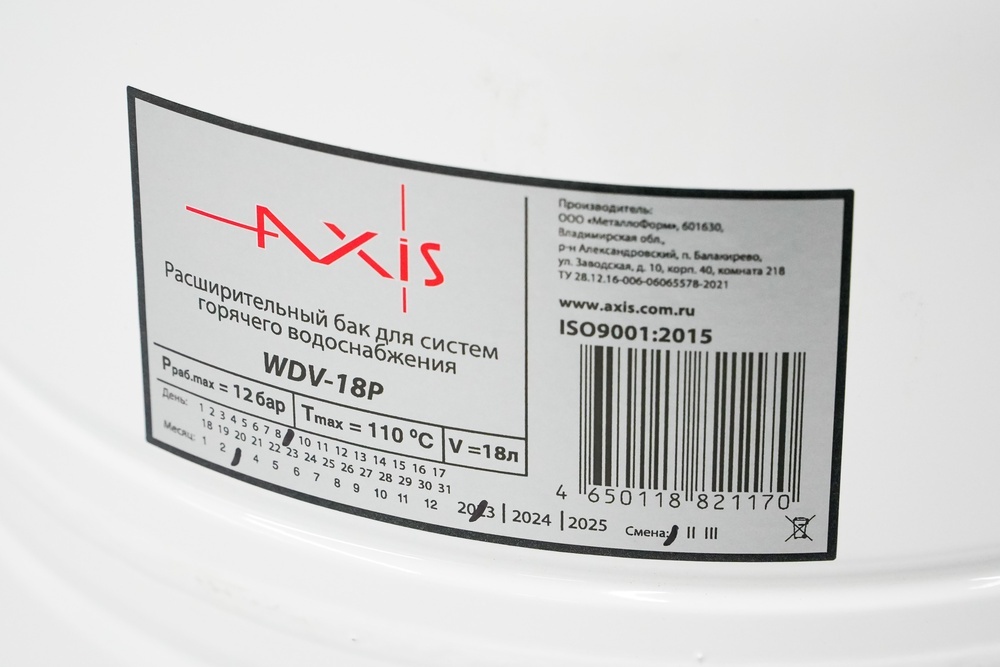 AXIS
Расширительный бак для систем
горячего водоснабжения
WDV-18P
Pраб.max = 12 бар
Tmax = 110 ºC
V =18л
День: 1 2 3 4 5 6 7 8 10 11 12 13 14 15 16 17
18 19 20 21 22 23 24 25 26 27 28 29 30 31
Месяц: 1 2 4 5 6 7 8 9 10 11 12
2023 | 2024 | 2025
Смена: II III
Производитель:
ООО «МеталлоФорм», 601630,
Владимирская обл.,
р-н Александровский, п. Балакирево,
ул. Заводская, д. 10, корп. 40, комната 218
ТУ 28.12.16-006-06065578-2021
www.axis.com.ru
ISO9001:2015
4 650118 821170